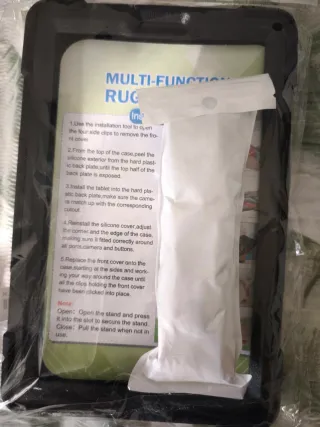 MULTI-FUNCTION
RUG
1.Use the installation tool to open
the four side clips to remove the fro-
nt cover.
2.From the top of the case,peel the
silicone exterior from the hard plast-
ic back plate,until the top half of the
back plate is exposed.
3.Install the tablet into the hard pla-
stic back plate,make sure the came-
ra match up with the corresponding
cutout
4.Reinstall the silicone cover,adjust
the corner and the edge of the case,
making sure it fitted correctly around
all ports,camera and buttons.
5.Replace the front cover onto the
case,starting at the sides and work-
ing your way around the case until
all the clips holding the front cover
have been clicked into place.
Open: Open the stand and press
it into the slot to secure the stand.
Close: Pull the stand when not in
use.